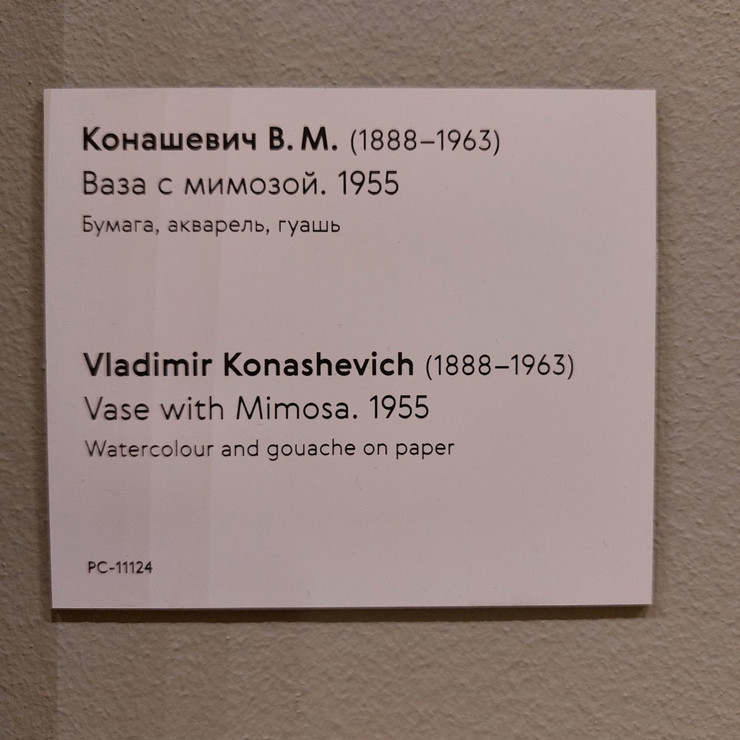 Конашевич В. М. (1888–1963)
Ваза с мимозой. 1955
Бумага, акварель, гуашь
Vladimir Konashevich (1888–1963)
Vase with Mimosa. 1955
Watercolour and gouache on paper
РС-11124